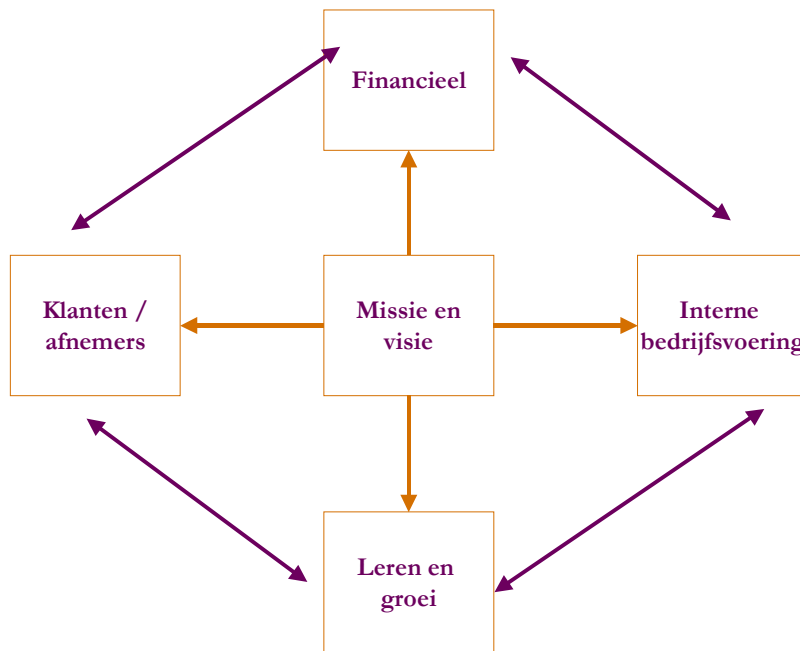 Financieel
Klanten /
afnemers
Missie en
visie
Interne
bedrijfsvoering
Leren en
groei